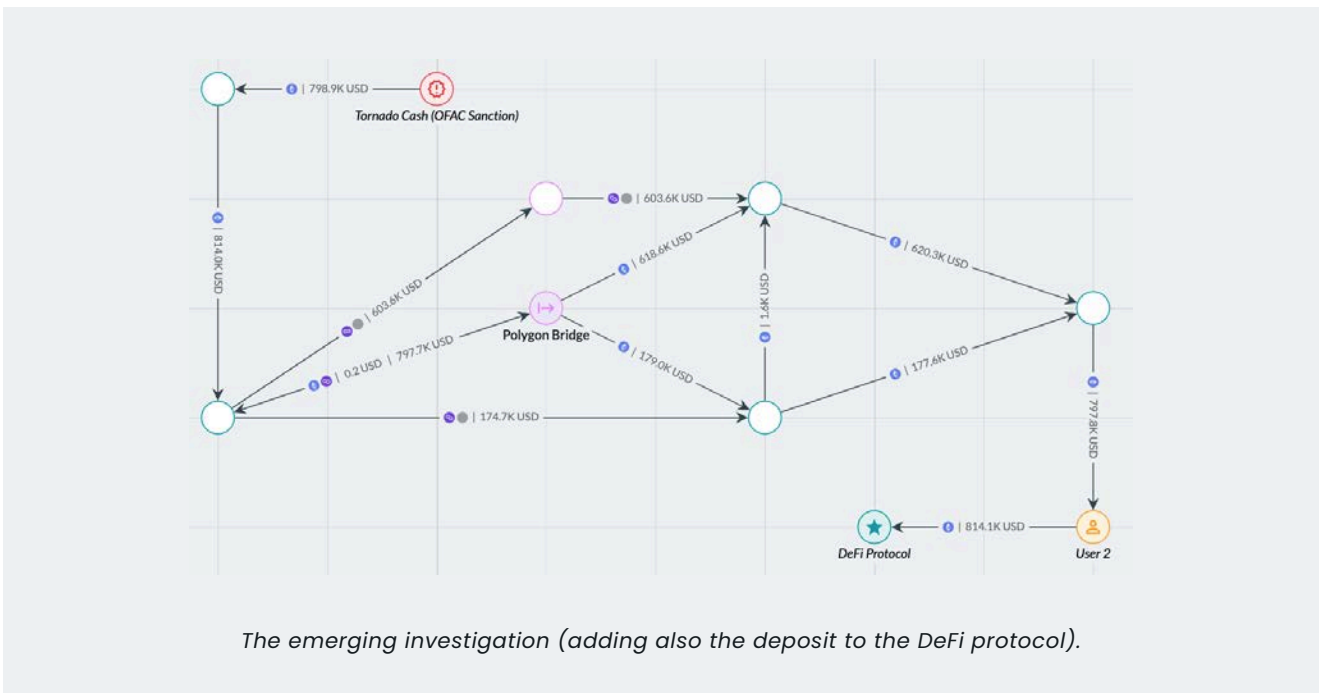 | 798.9K USD
Tornado Cash (OFAC Sanction)
| 603.6K USD
| 814.0K USD
| 618.6K USD
| 620.3K USD
| 603.6K USD
| 1.6K USD
Polygon Bridge
| 0.2 USD | 797.7K USD
| 179.0K USD
| 177.6K USD
| 174.7K USD
| 797.8K USD
| 814.1K USD
DeFi Protocol
User 2
The emerging investigation (adding also the deposit to the DeFi protocol).